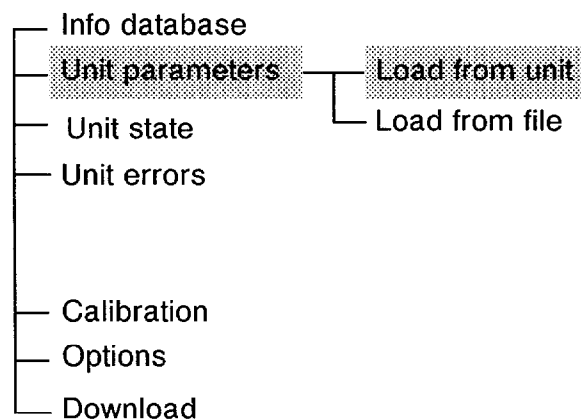 Info database
Unit parameters
Load from unit
Load from file
Unit state
Unit errors
Calibration
Options
Download